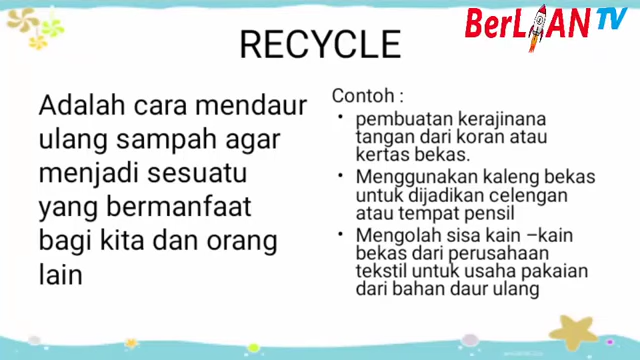 BerLIAN TV
RECYCLE
Adalah cara mendaur
ulang sampah agar
menjadi sesuatu
yang bermanfaat
bagi kita dan orang
lain
Contoh :
• pembuatan kerajinana
tangan dari koran atau
kertas bekas.
• Menggunakan kaleng bekas
untuk dijadikan celengan
atau tempat pensil
• Mengolah sisa kain –kain
bekas dari perusahaan
tekstil untuk usaha pakaian
dari bahan daur ulang